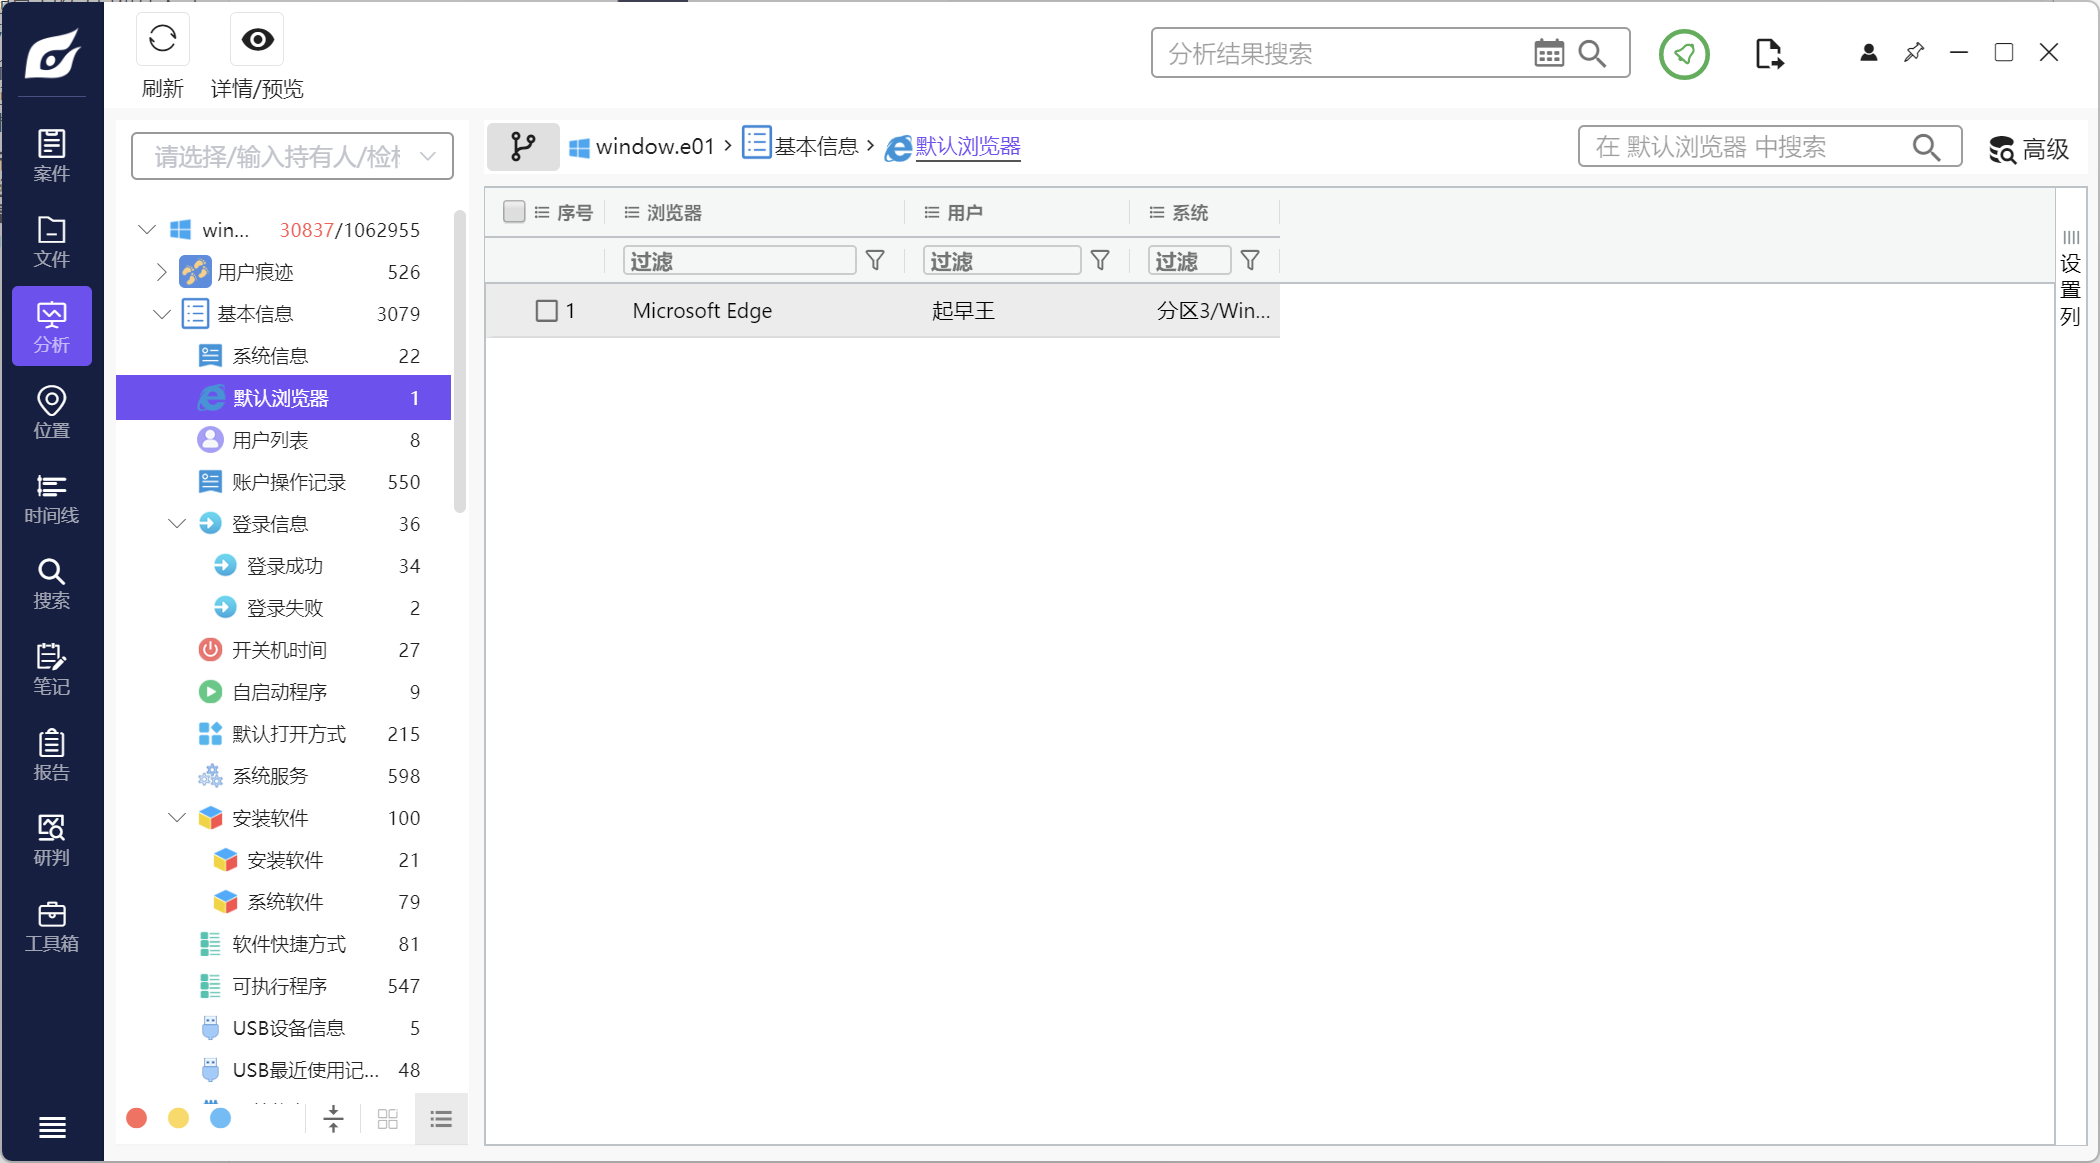 刷新
详情/预览
分析结果搜索
案件
文件
分析
位置
时间线
搜索
笔记
报告
研判
工具箱
请选择/输入持有人/检材
win... 30837/1062955
用户痕迹 526
基本信息 3079
系统信息 22
默认浏览器 1
用户列表 8
账户操作记录 550
登录信息 36
登录成功 34
登录失败 2
开关机时间 27
自启动程序 9
默认打开方式 215
系统服务 598
安装软件 100
安装软件 21
系统软件 79
软件快捷方式 81
可执行程序 547
USB设备信息 5
USB最近使用记... 48
window.e01 › 基本信息 › 默认浏览器
在 默认浏览器 中搜索
高级
序号 浏览器 用户 系统
过滤 过滤 过滤
1 Microsoft Edge 起早王 分区3/Win...
设置列